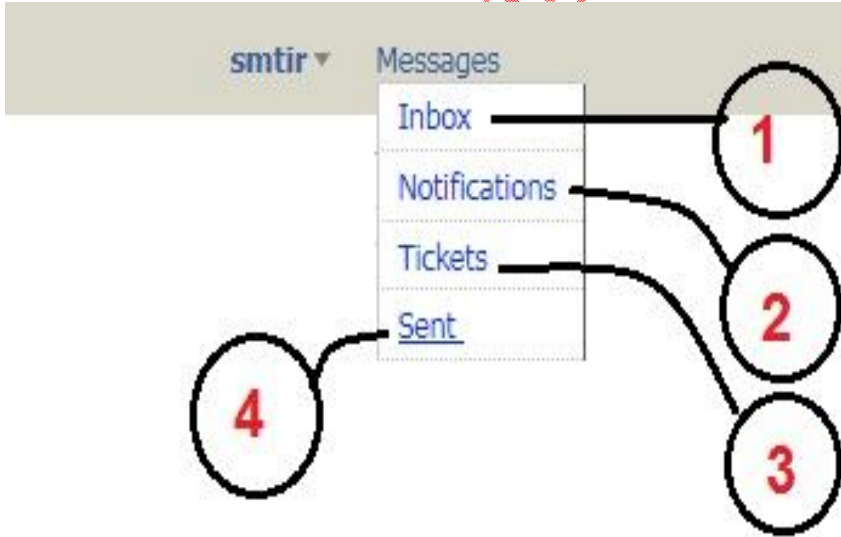 smtir Messages
Inbox
1
Notifications
2
Tickets
3
Sent
4